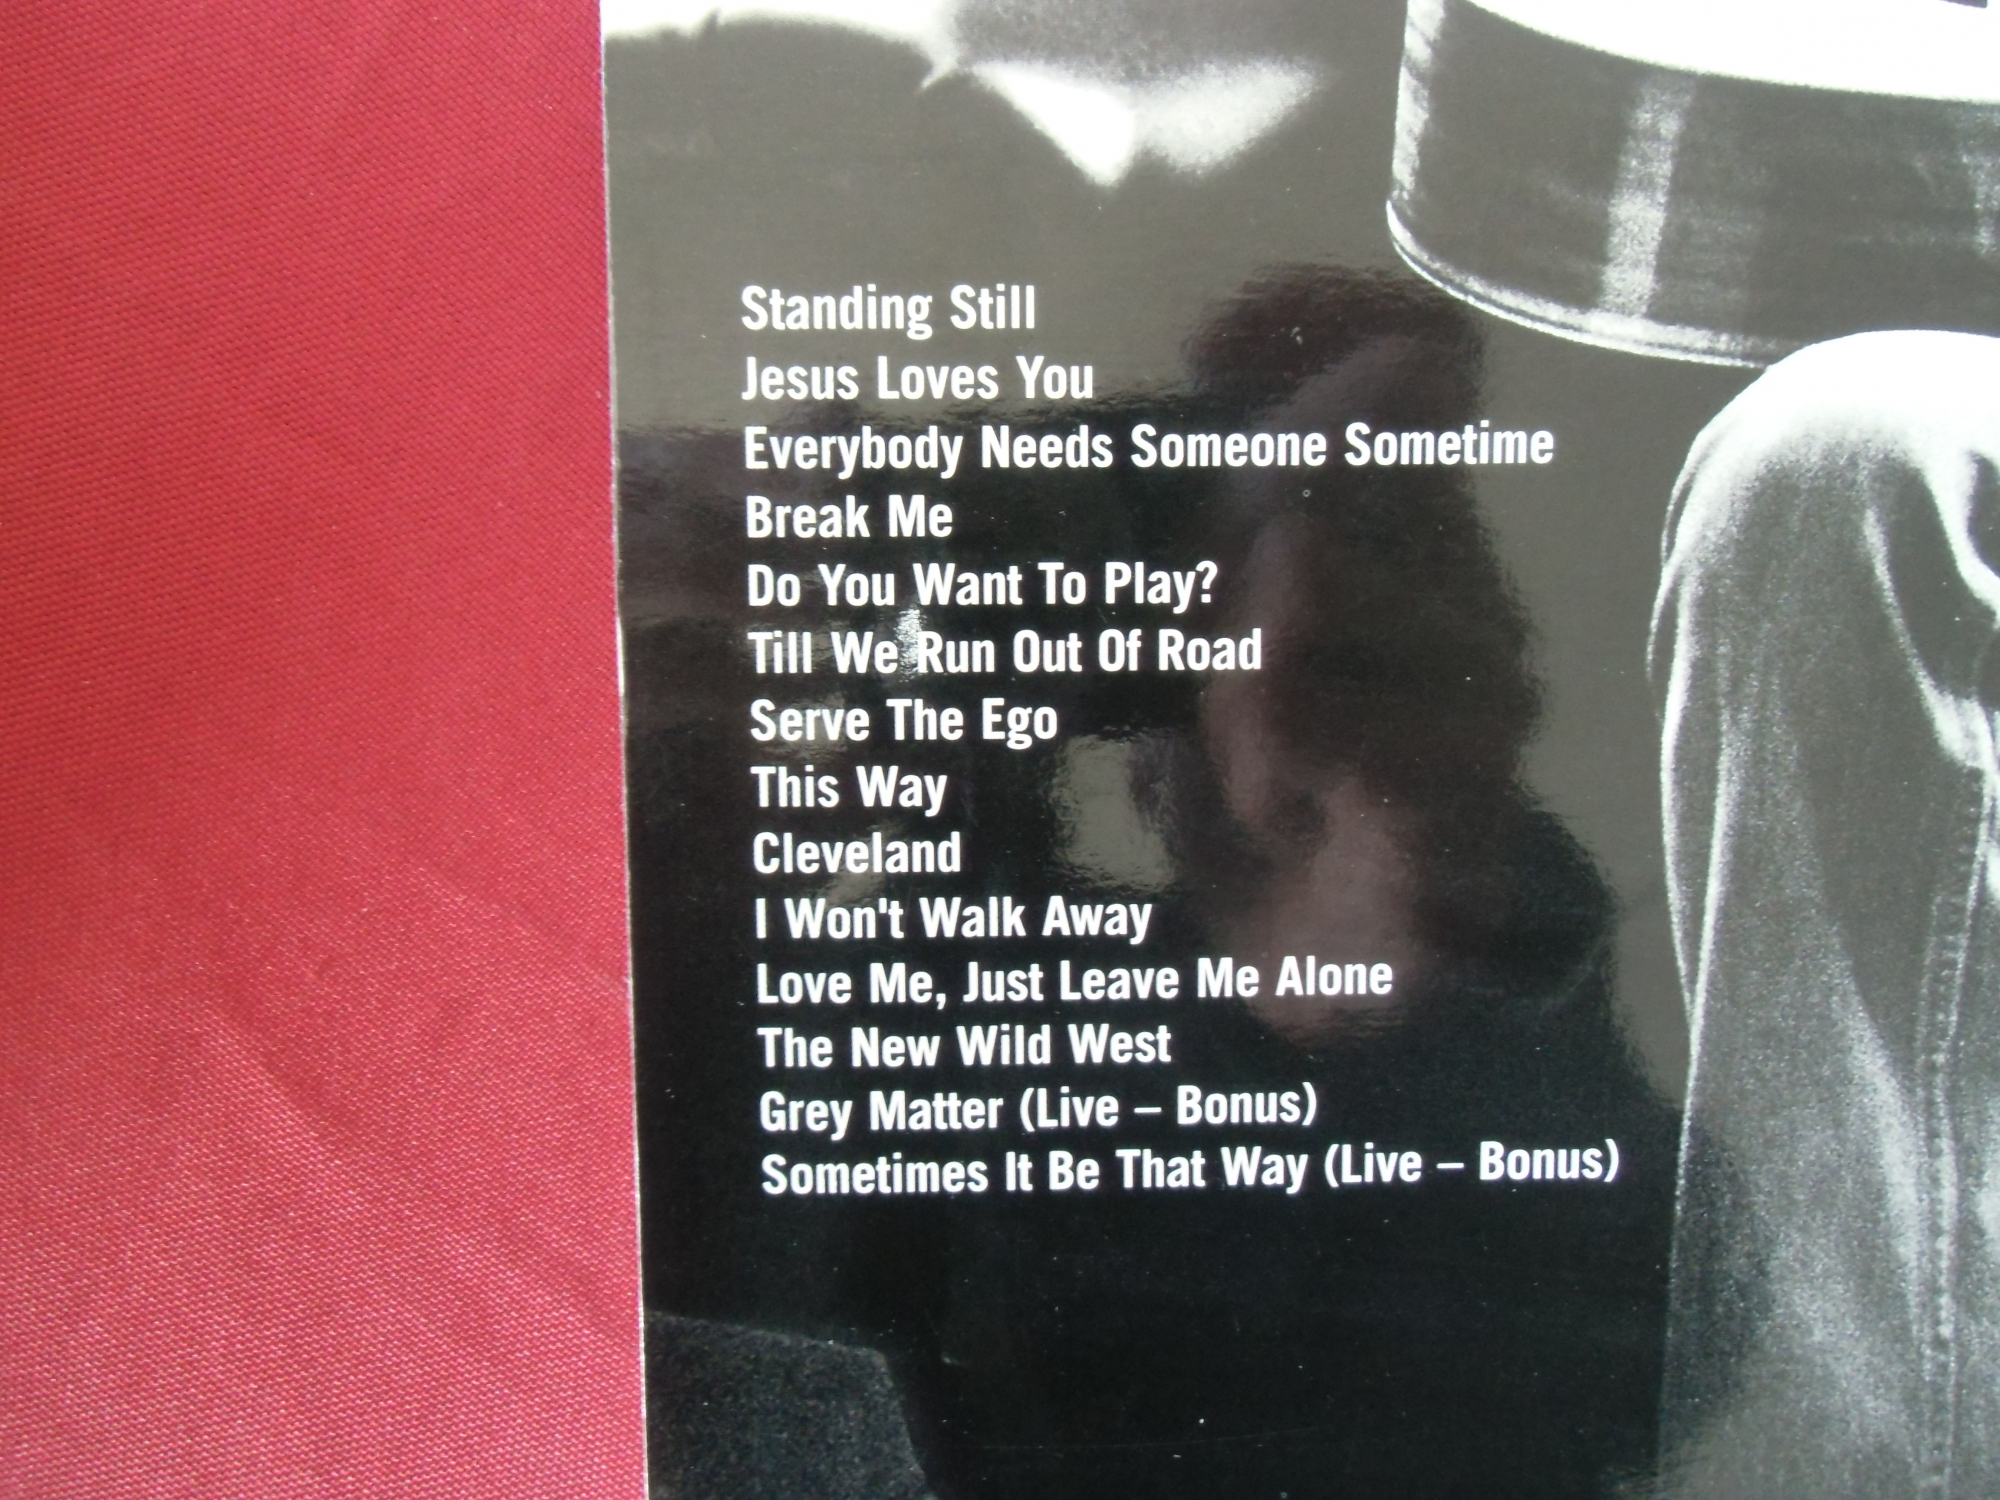 Standing Still
Jesus Loves You
Everybody Needs Someone Sometime
Break Me
Do You Want To Play?
Till We Run Out Of Road
Serve The Ego
This Way
Cleveland
I Won't Walk Away
Love Me, Just Leave Me Alone
The New Wild West
Grey Matter (Live – Bonus)
Sometimes It Be That Way (Live – Bonus)